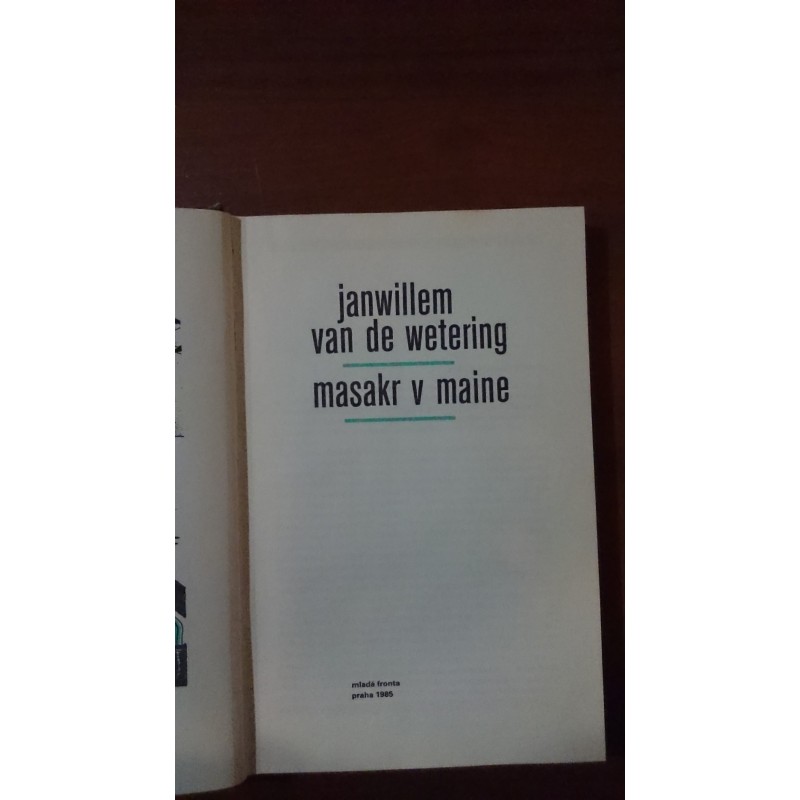 janwillem
van de wetering
masakr v maine
mladá fronta
praha 1985